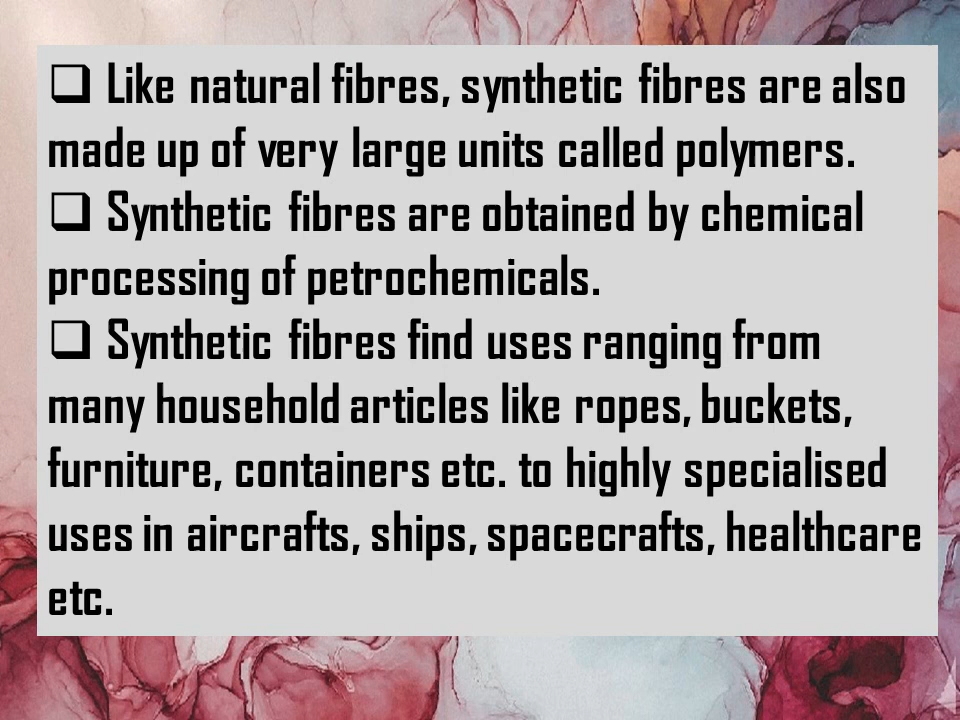 ❑ Like natural fibres, synthetic fibres are also
made up of very large units called polymers.
❑ Synthetic fibres are obtained by chemical
processing of petrochemicals.
❑ Synthetic fibres find uses ranging from
many household articles like ropes, buckets,
furniture, containers etc. to highly specialised
uses in aircrafts, ships, spacecrafts, healthcare
etc.